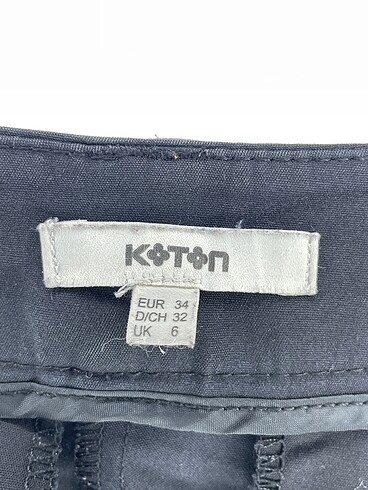 KOTON
EUR 34
D/CH 32
UK 6